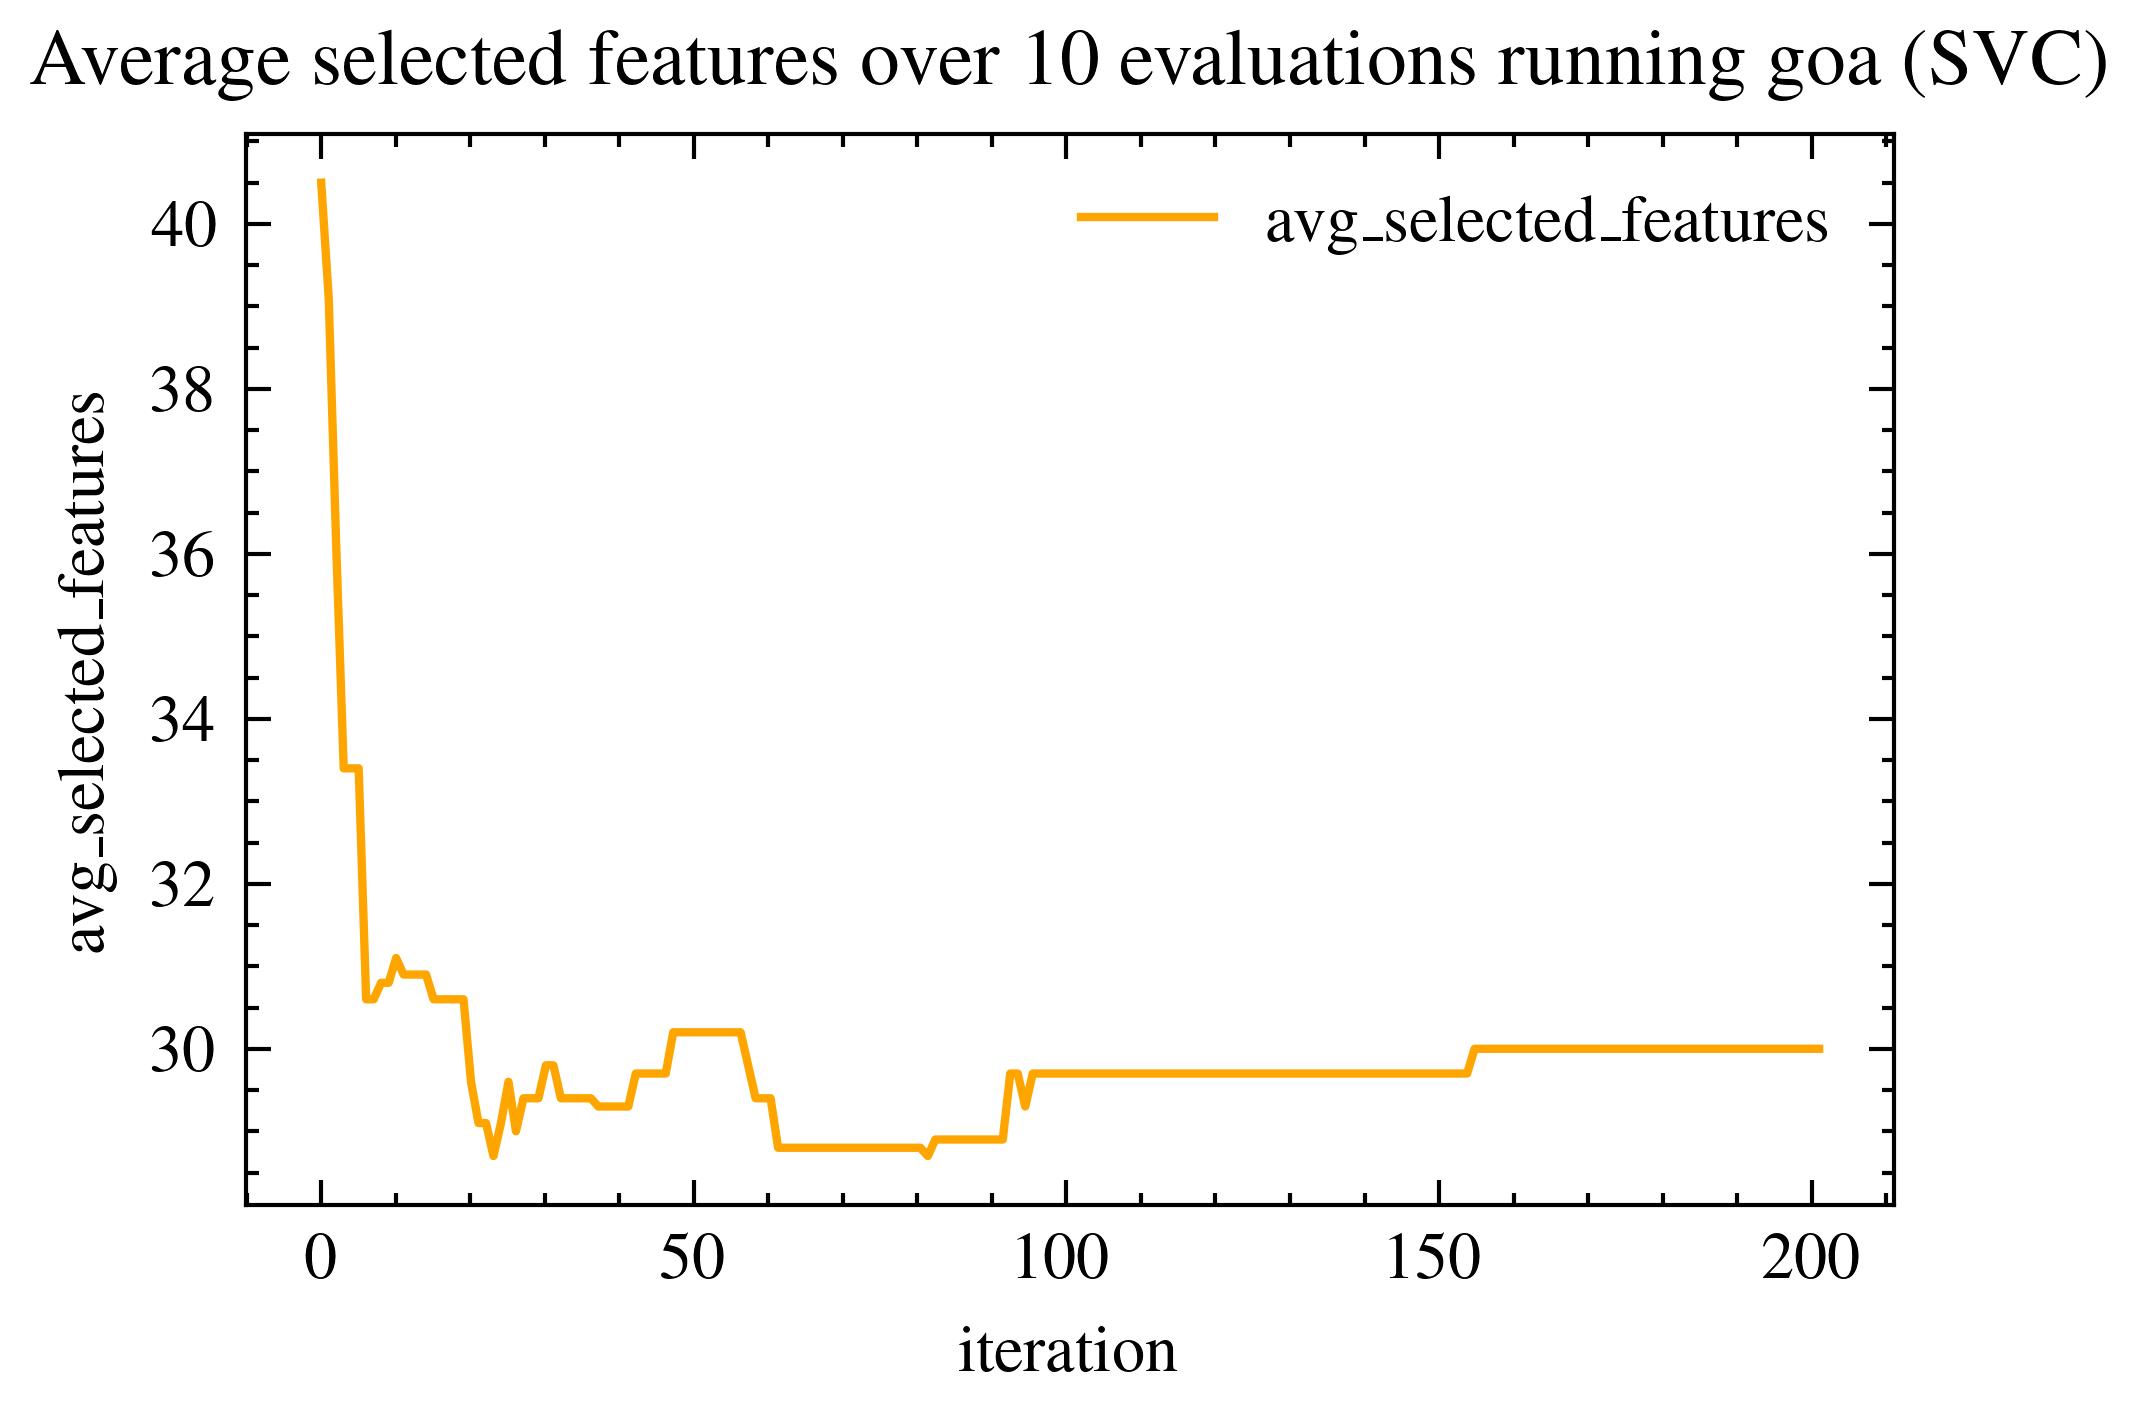 Average selected features over 10 evaluations running goa (SVC)
avg_selected_features
40
38
36
34
32
30
avg_selected_features
0 50 100 150 200
iteration